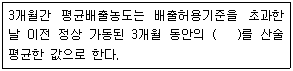 3개월간 평균배출농도는 배출허용기준을 초과한
날 이전 정상 가동된 3개월 동안의 (    )를 산술
평균한 값으로 한다.